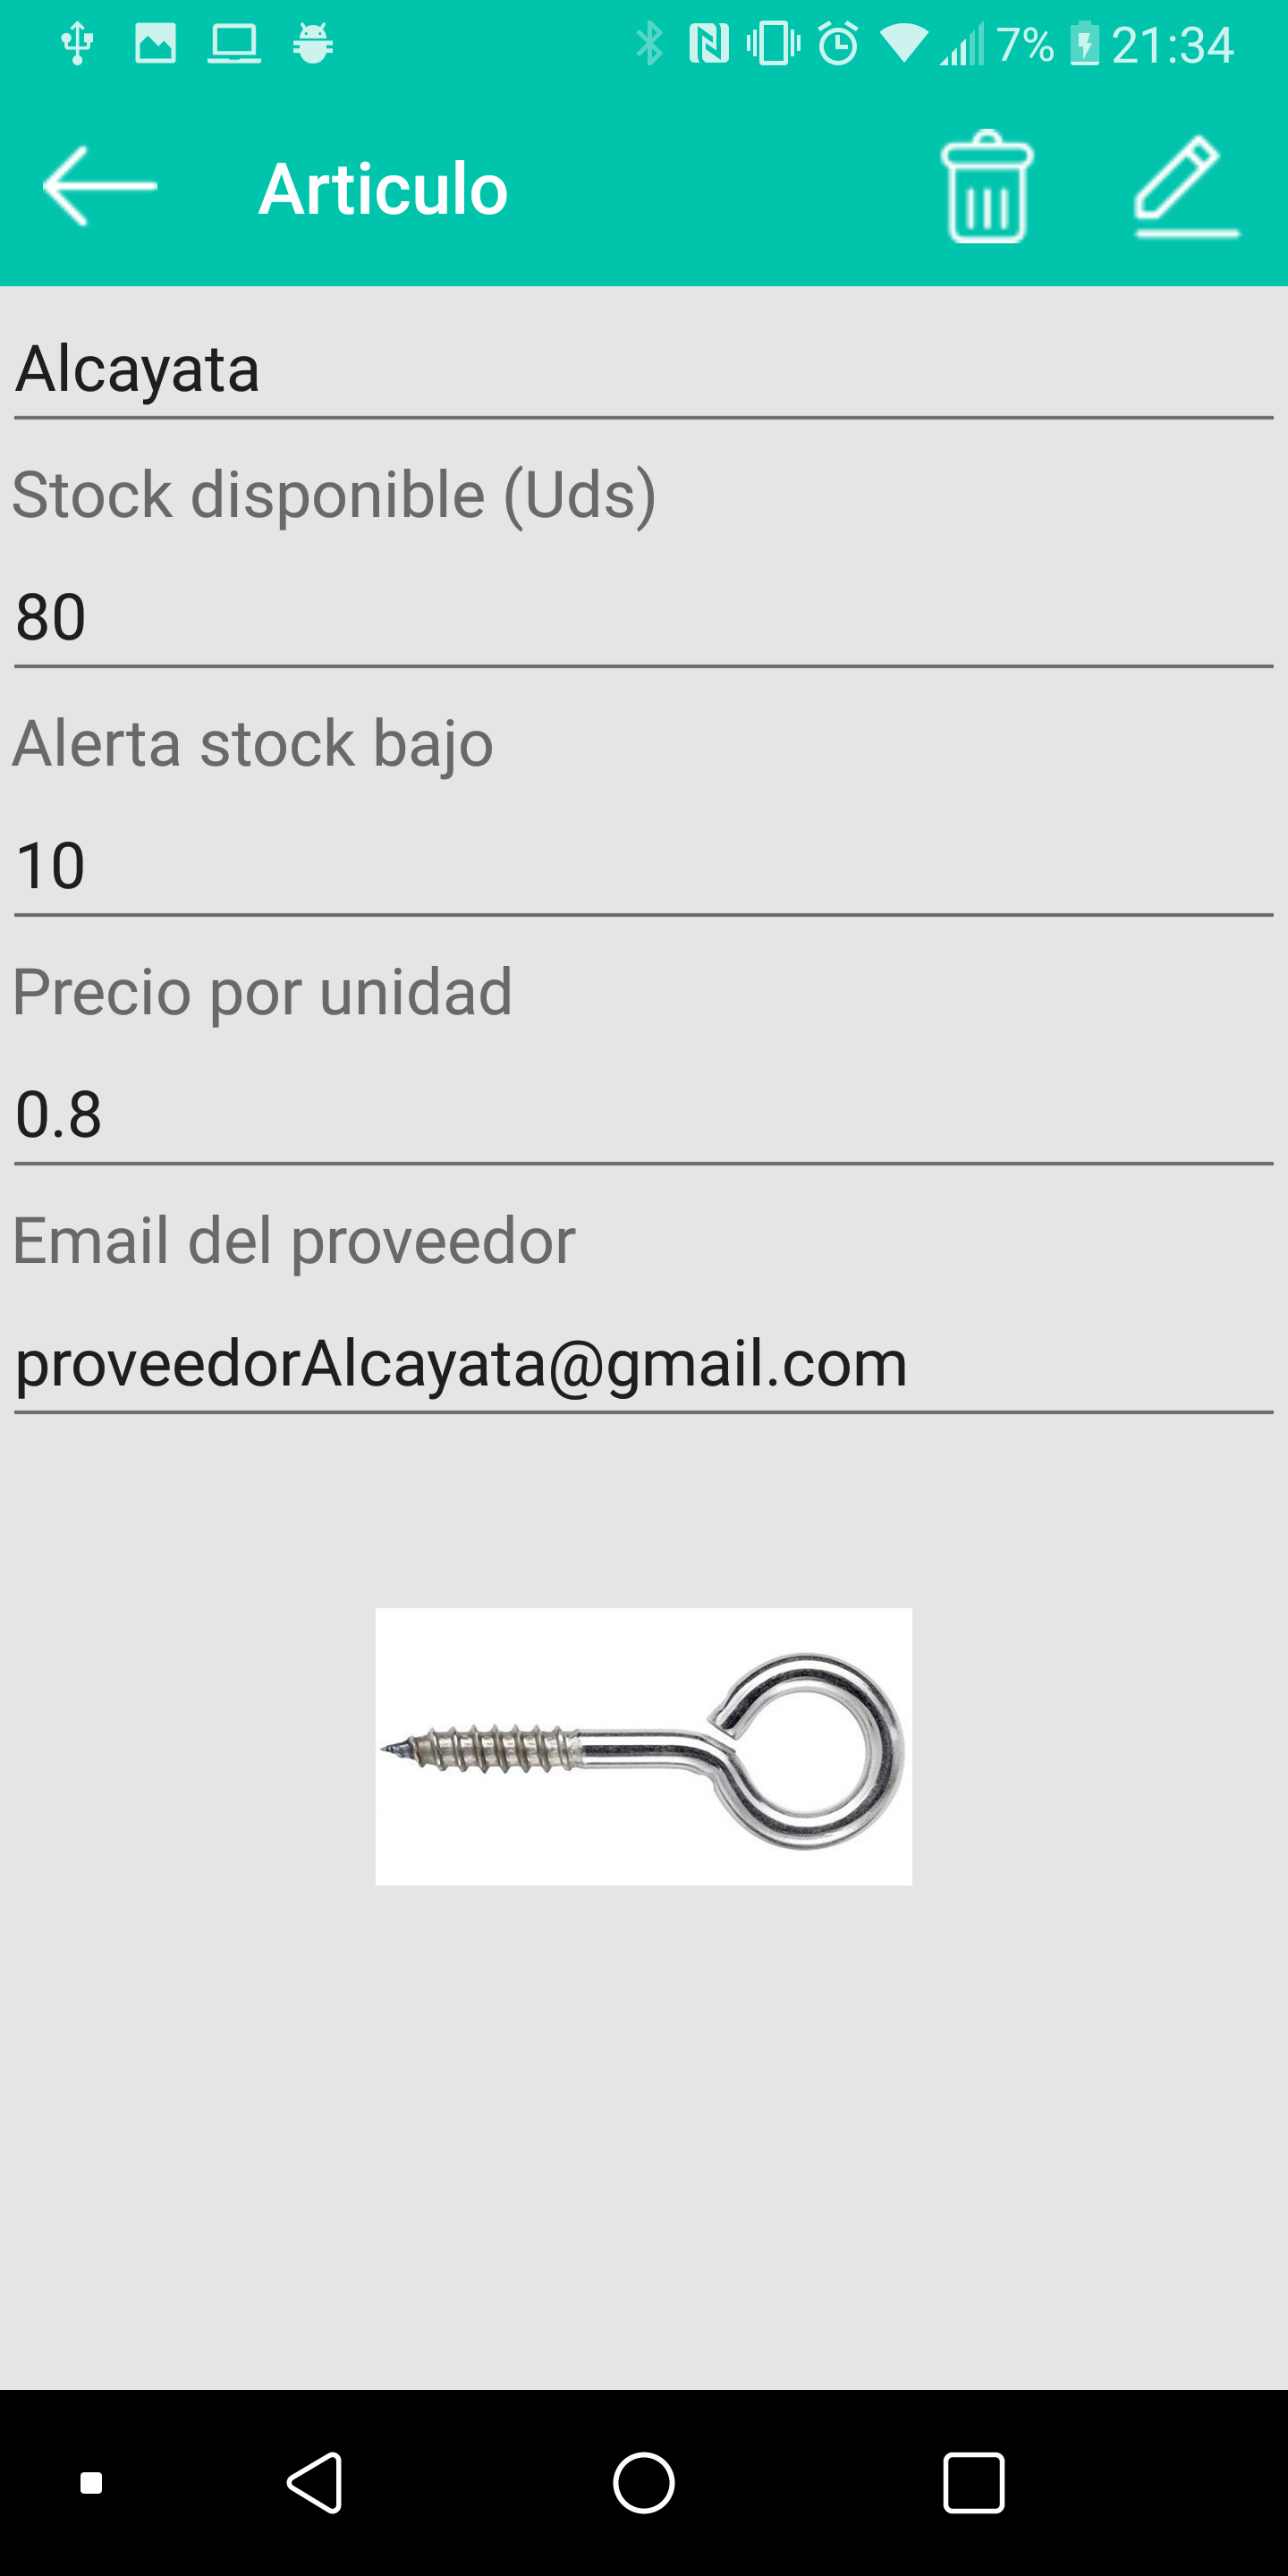 7% 21:34
Articulo
Alcayata
Stock disponible (Uds)
80
Alerta stock bajo
10
Precio por unidad
0.8
Email del proveedor
proveedorAlcayata@gmail.com